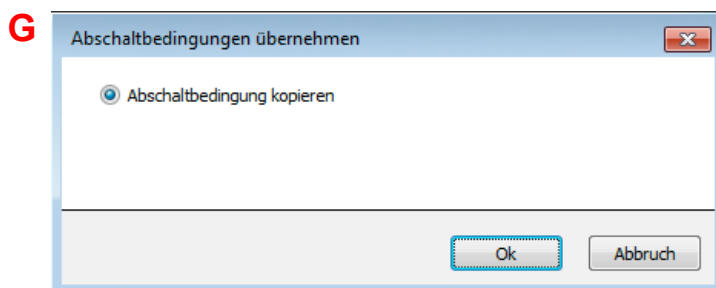 G
Abschaltbedingungen übernehmen
Abschaltbedingung kopieren
Ok
Abbruch